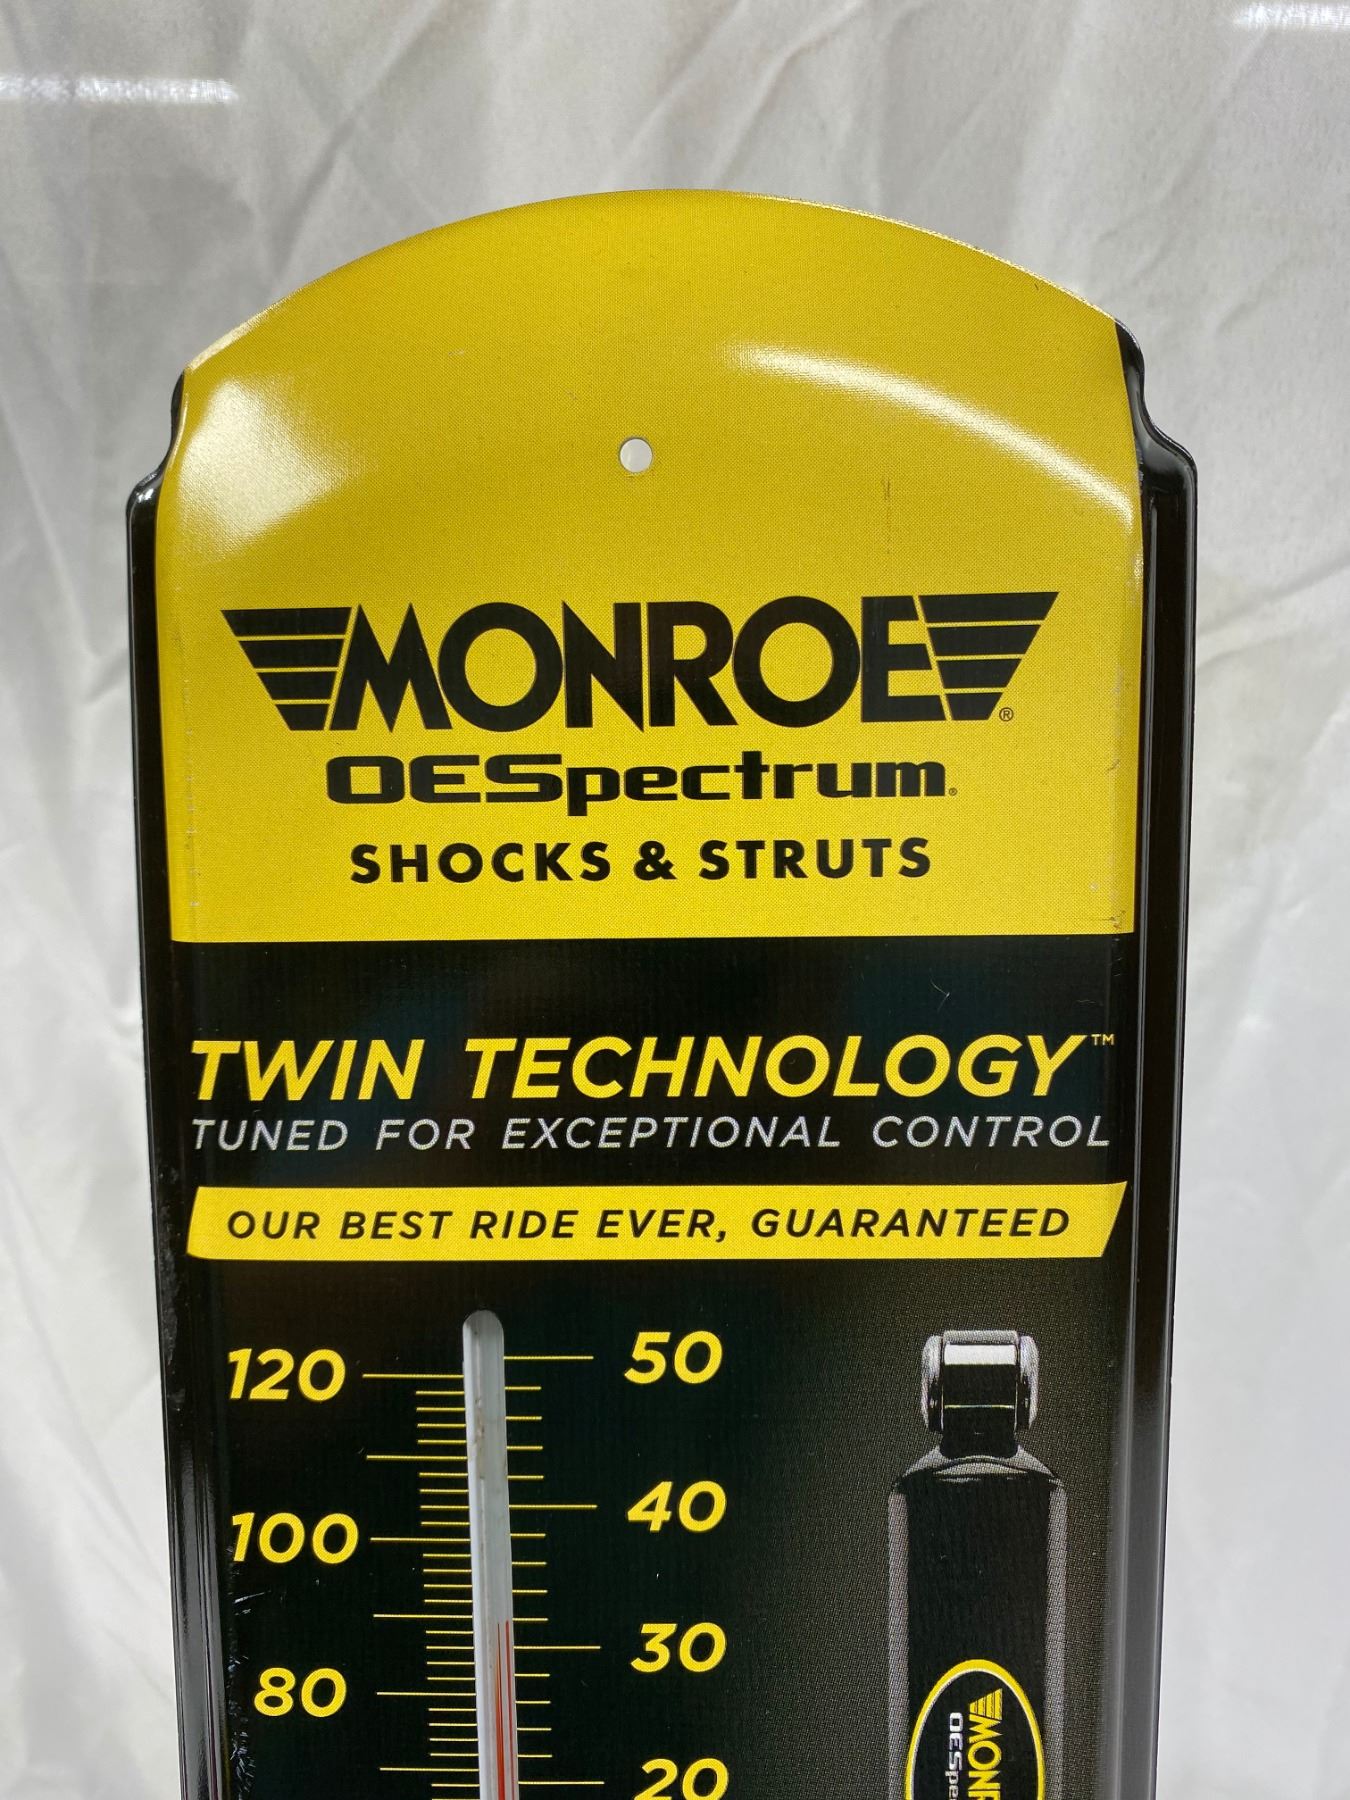 MONROE®
OESpectrum®
SHOCKS & STRUTS
TWIN TECHNOLOGY™
TUNED FOR EXCEPTIONAL CONTROL
OUR BEST RIDE EVER, GUARANTEED
120 50
40
100
30
80
20